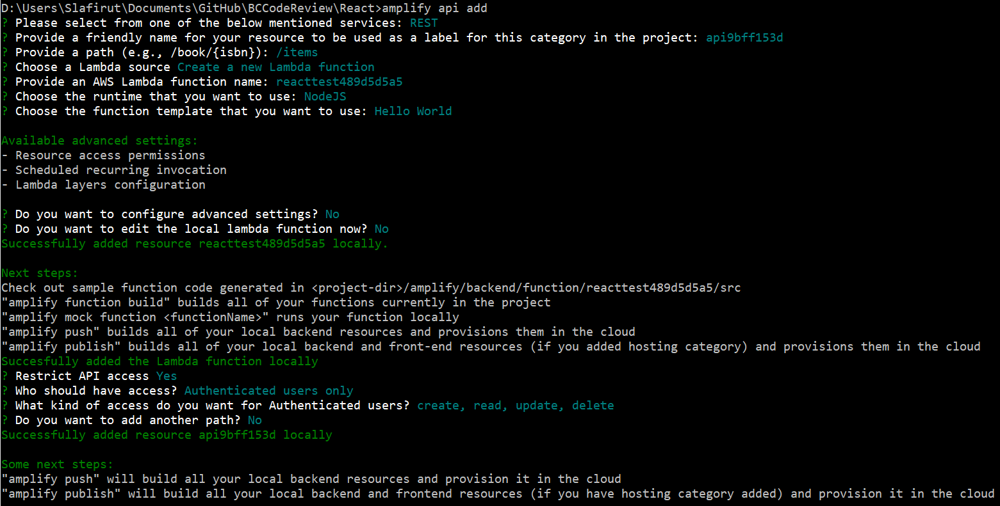 D:\Users\Slafirut\Documents\GitHub\BCCodeReview\React>amplify api add
? Please select from one of the below mentioned services: REST
? Provide a friendly name for your resource to be used as a label for this category in the project: api9bff153d
? Provide a path (e.g., /book/{isbn}): /items
? Choose a Lambda source Create a new Lambda function
? Provide an AWS Lambda function name: reacttest489d5d5a5
? Choose the runtime that you want to use: NodeJS
? Choose the function template that you want to use: Hello World
Available advanced settings:
- Resource access permissions
- Scheduled recurring invocation
- Lambda layers configuration
? Do you want to configure advanced settings? No
? Do you want to edit the local lambda function now? No
Successfully added resource reacttest489d5d5a5 locally.
Next steps:
Check out sample function code generated in <project-dir>/amplify/backend/function/reacttest489d5d5a5/src
"amplify function build" builds all of your functions currently in the project
"amplify mock function <functionName>" runs your function locally
"amplify push" builds all of your local backend resources and provisions them in the cloud
"amplify publish" builds all of your local backend and front-end resources (if you added hosting category) and provisions them in the cloud
Succesfully added the Lambda function locally
? Restrict API access Yes
? Who should have access? Authenticated users only
? What kind of access do you want for Authenticated users? create, read, update, delete
? Do you want to add another path? No
Successfully added resource api9bff153d locally
Some next steps:
"amplify push" will build all your local backend resources and provision it in the cloud
"amplify publish" will build all your local backend and frontend resources (if you have hosting category added) and provision it in the cloud